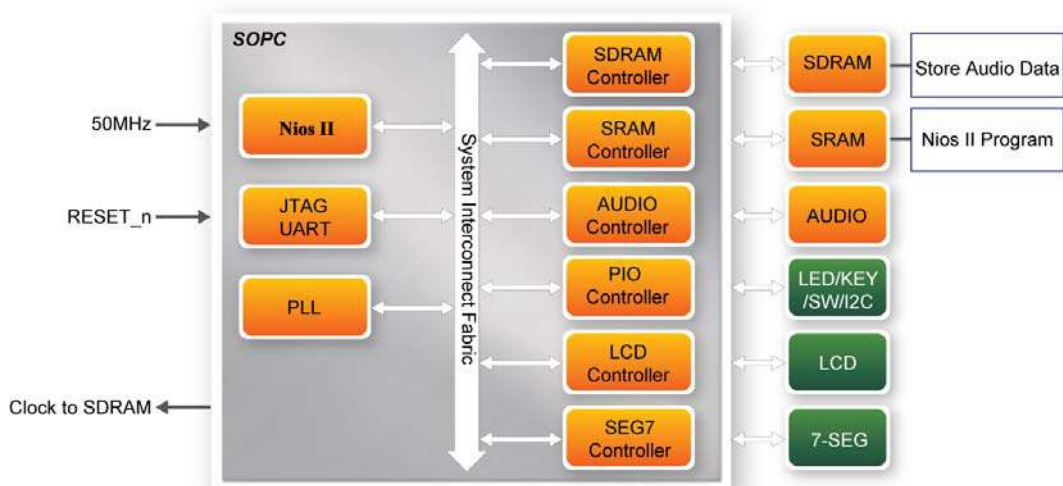 SOPC
50MHz
RESET_n
Clock to SDRAM
Nios II
JTAG
UART
PLL
System Interconnect Fabric
SDRAM
Controller
SRAM
Controller
AUDIO
Controller
PIO
Controller
LCD
Controller
SEG7
Controller
SDRAM
SRAM
AUDIO
LED/KEY
/SW/I2C
LCD
7-SEG
Store Audio Data
Nios II Program